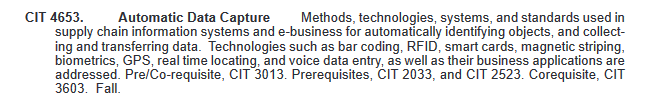 CIT 4653. Automatic Data Capture Methods, technologies, systems, and standards used in
supply chain information systems and e-business for automatically identifying objects, and collect-
ing and transferring data. Technologies such as bar coding, RFID, smart cards, magnetic striping,
biometrics, GPS, real time locating, and voice data entry, as well as their business applications are
addressed. Pre/Co-requisite, CIT 3013. Prerequisites, CIT 2033, and CIT 2523. Corequisite, CIT
3603. Fall.